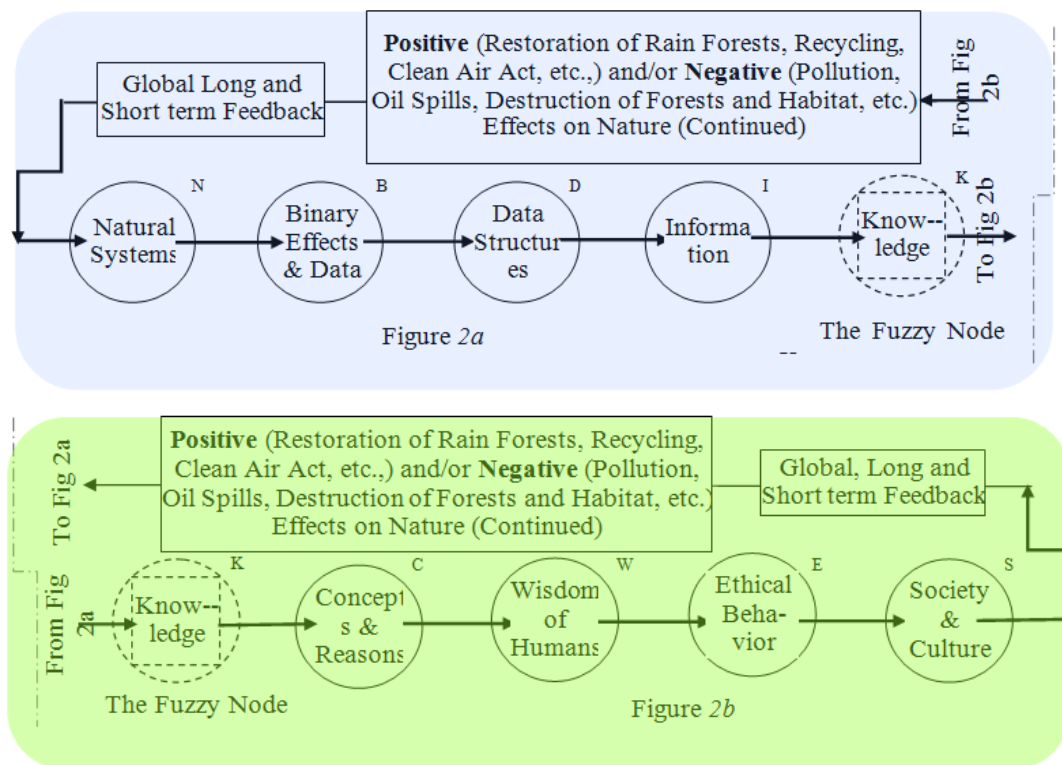 Positive (Restoration of Rain Forests, Recycling,
Clean Air Act, etc.,) and/or Negative (Pollution,
Oil Spills, Destruction of Forests and Habitat, etc.)
Effects on Nature (Continued)
Global Long and
Short term Feedback
From Fig
2b
N
Natural
Systems
B
Binary
Effects
& Data
D
Data
Structur
es
I
Informa
tion
K
Know--
ledge
To Fig 2b
Figure 2a
The Fuzzy Node
--
To Fig 2a
Positive (Restoration of Rain Forests, Recycling,
Clean Air Act, etc.,) and/or Negative (Pollution,
Oil Spills, Destruction of Forests and Habitat, etc.)
Effects on Nature (Continued)
Global, Long and
Short term Feedback
From Fig
2a
K
Know--
ledge
C
Concept
s &
Reasons
W
Wisdom
of
Humans
E
Ethical
Beha-
vior
S
Society
&
Culture
The Fuzzy Node
Figure 2b